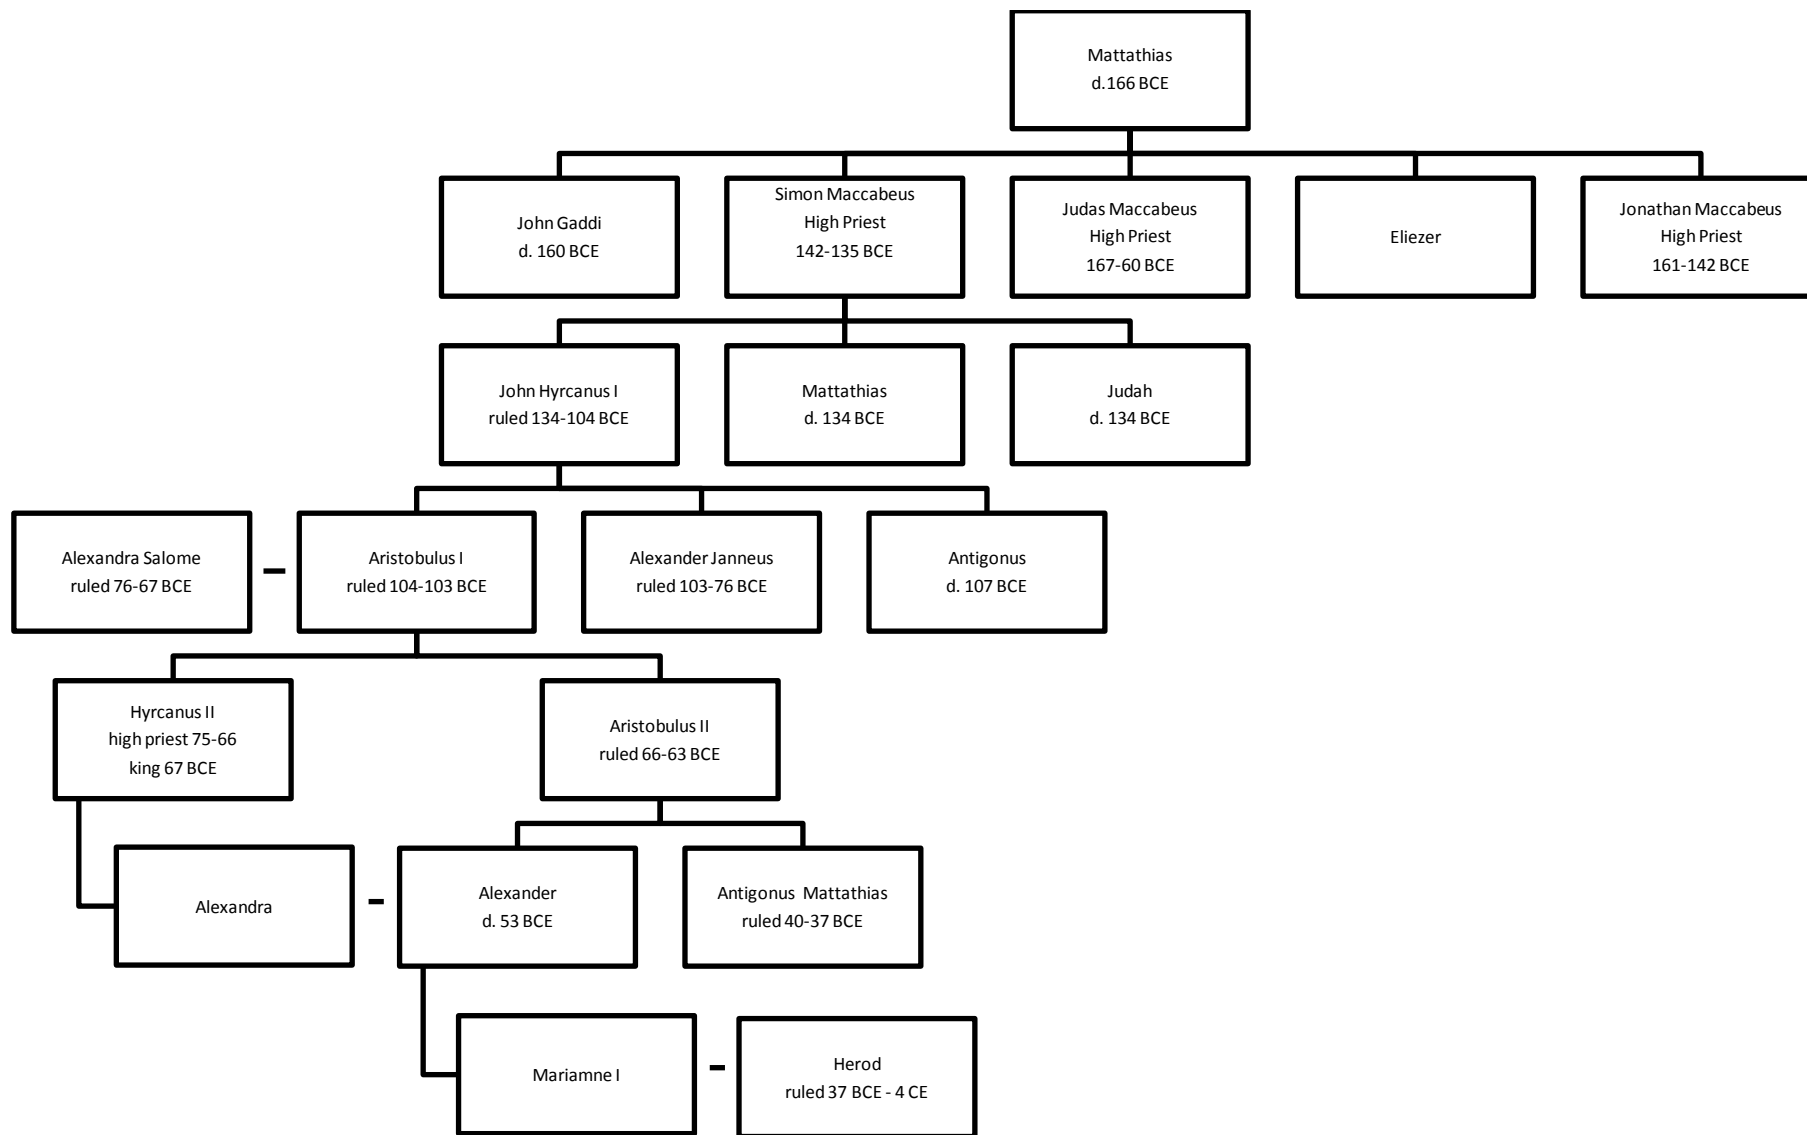 Mattathias
d.166 BCE
John Gaddi
d. 160 BCE
Simon Maccabeus
High Priest
142-135 BCE
Judas Maccabeus
High Priest
167-60 BCE
Eliezer
Jonathan Maccabeus
High Priest
161-142 BCE
John Hyrcanus I
ruled 134-104 BCE
Mattathias
d. 134 BCE
Judah
d. 134 BCE
Alexandra Salome
ruled 76-67 BCE
Aristobulus I
ruled 104-103 BCE
Alexander Janneus
ruled 103-76 BCE
Antigonus
d. 107 BCE
Hyrcanus II
high priest 75-66
king 67 BCE
Aristobulus II
ruled 66-63 BCE
Alexandra
Alexander
d. 53 BCE
Antigonus Mattathias
ruled 40-37 BCE
Mariamne I
Herod
ruled 37 BCE - 4 CE